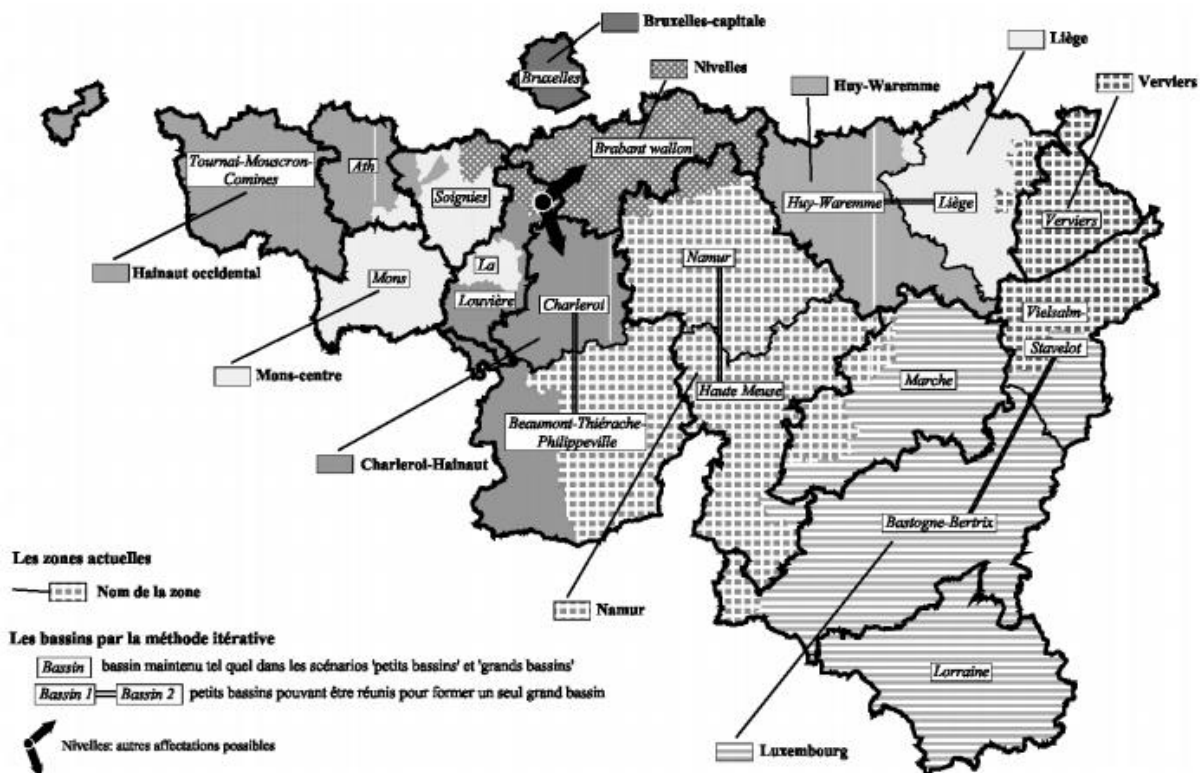 Bruxelles-capitale
Liège
Bruxelles
Nivelles
Huy-Waremme
Verviers
Tournai-Mouscron-
Comines
Ath
Brabant wallon
Soignies
Huy-Waremme
Liège
Verviers
Hainaut occidental
Mons
La
Louvière
Namur
Charleroi
Vielsalm-
Stavelot
Mons-centre
Marche
Haute Meuse
Beaumont-Thiérache-
Philippeville
Charleroi-Hainaut
Bastogne-Bertrix
Les zones actuelles
Nom de la zone
Namur
Les bassins par la méthode itérative
Bassin bassin maintenu tel quel dans les scénarios 'petits bassins' et 'grands bassins'
Bassin 1 Bassin 2 petits bassins pouvant être réunis pour former un seul grand bassin
Lorraine
Nivelles: autres affectations possibles
Luxembourg